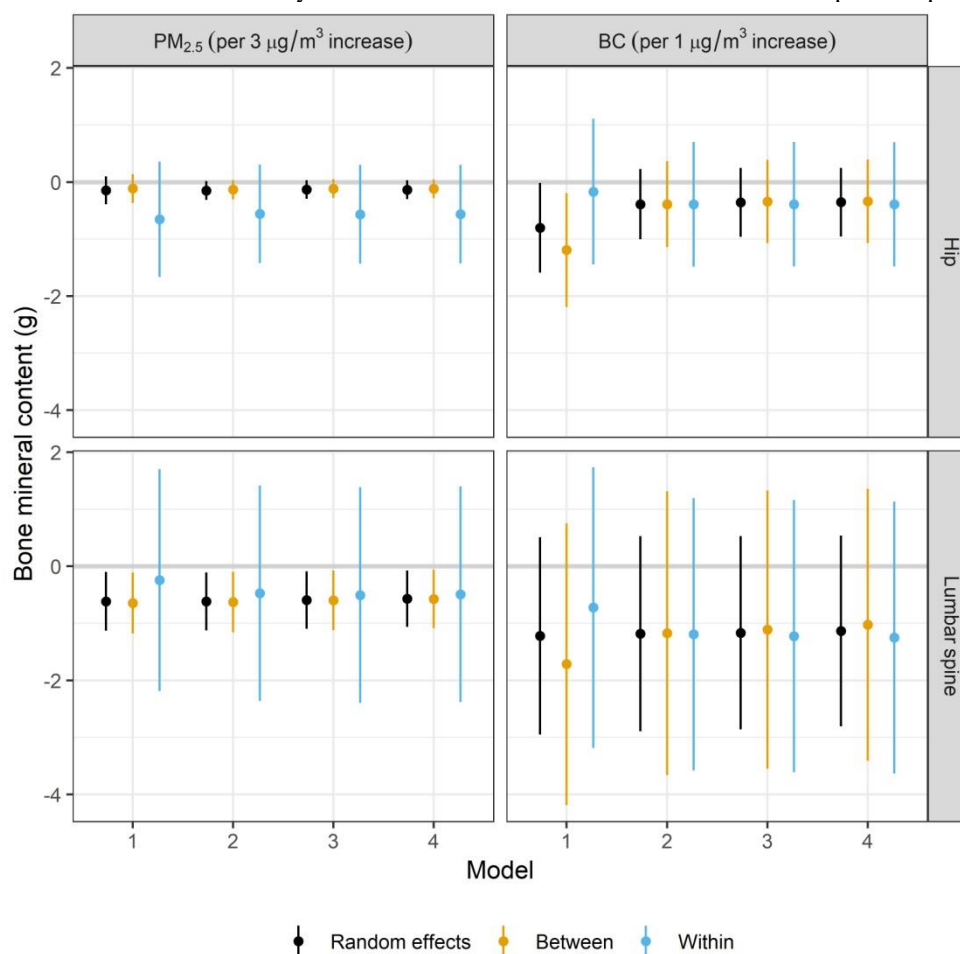 PM2.5 (per 3 μg/m³ increase)
BC (per 1 μg/m³ increase)
2
0
-2
-4
Hip
Bone mineral content (g)
2
0
-2
-4
Lumbar spine
1 2 3 4
1 2 3 4
Model
Random effects Between Within